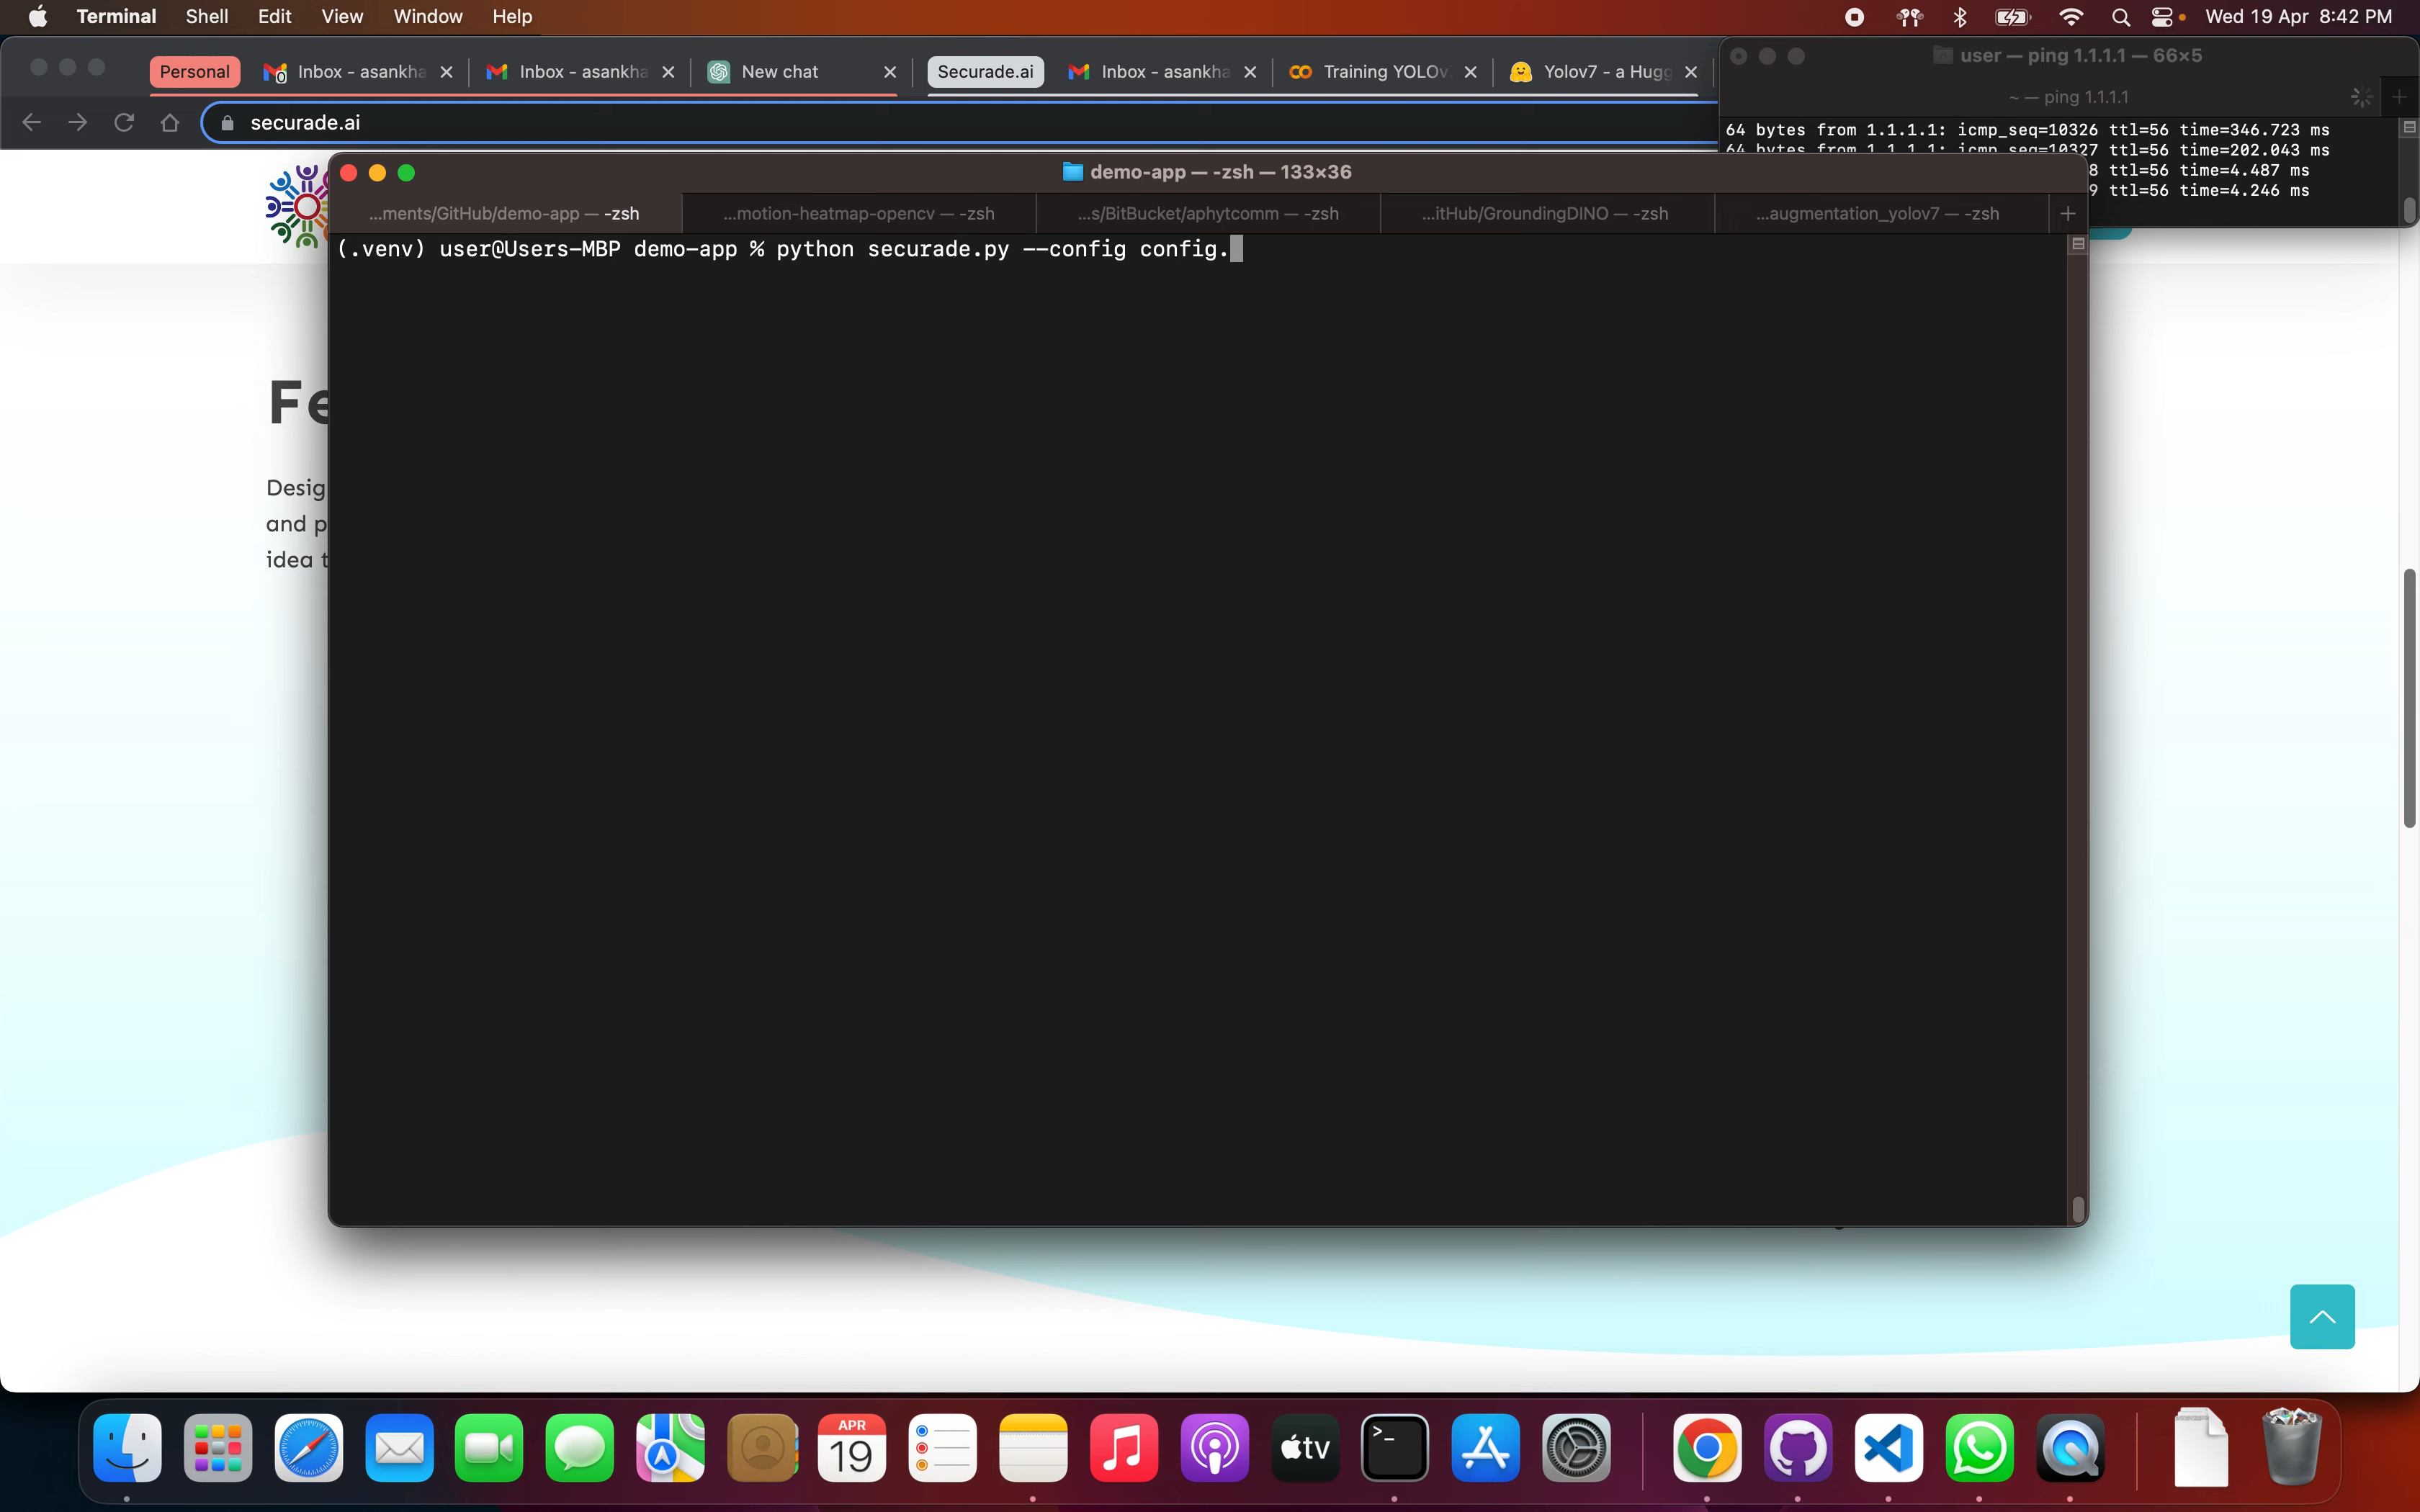 Terminal Shell Edit View Window Help
Wed 19 Apr 8:42 PM
Personal
0
Inbox - asankha
Inbox - asankha
New chat
Securade.ai
Inbox - asankha
Training YOLOv
Yolov7 - a Hugg
user — ping 1.1.1.1 — 66×5
~ — ping 1.1.1.1
securade.ai
64 bytes from 1.1.1.1: icmp_seq=10326 ttl=56 time=346.723 ms
64 bytes from 1.1.1.1: icmp_seq=10327 ttl=56 time=202.043 ms
8 ttl=56 time=4.487 ms
9 ttl=56 time=4.246 ms
demo-app — -zsh — 133×36
...ments/GitHub/demo-app — -zsh
...motion-heatmap-opencv — -zsh
...s/BitBucket/aphytcomm — -zsh
...itHub/GroundingDINO — -zsh
...augmentation_yolov7 — -zsh
(.venv) user@Users-MBP demo-app % python securade.py --config config.
Fe
Desig
and p
idea t
APR
19
tv
>_